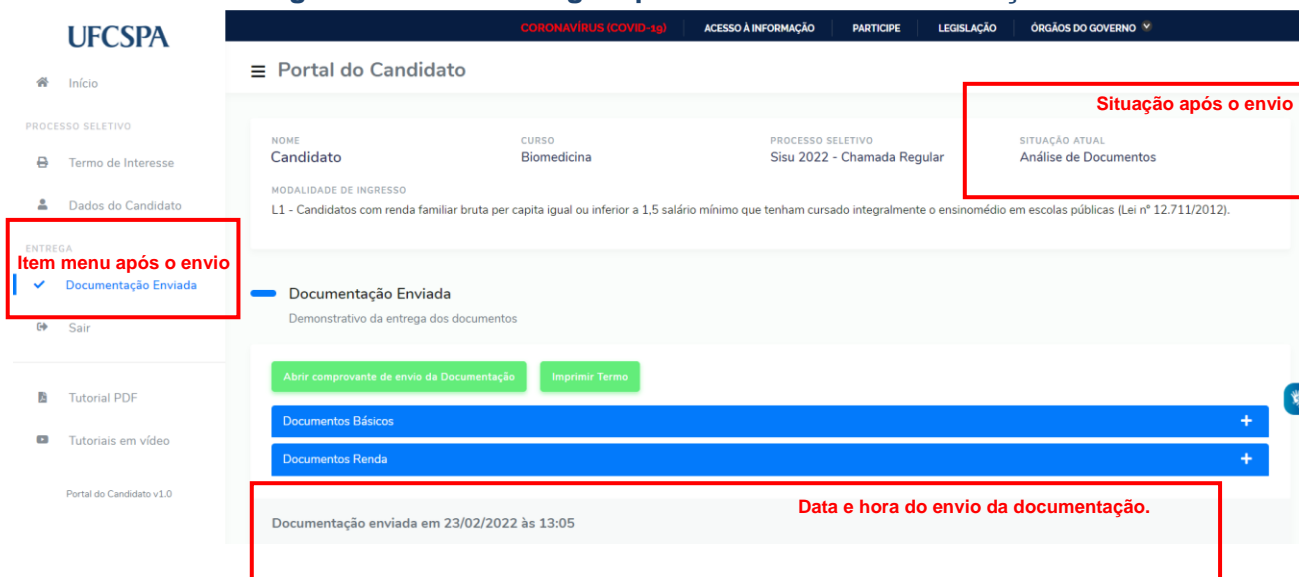 UFCSPA
CORONAVÍRUS (COVID-19) ACESSO À INFORMAÇÃO PARTICIPE LEGISLAÇÃO ÓRGÃOS DO GOVERNO
Início
Portal do Candidato
Situação após o envio
PROCESSO SELETIVO
Termo de Interesse
Dados do Candidato
NOME CURSO PROCESSO SELETIVO SITUAÇÃO ATUAL
Candidato Biomedicina Sisu 2022 - Chamada Regular Análise de Documentos
MODALIDADE DE INGRESSO
L1 - Candidatos com renda familiar bruta per capita igual ou inferior a 1,5 salário mínimo que tenham cursado integralmente o ensinomédio em escolas públicas (Lei nº 12.711/2012).
ENTREGA
Item menu após o envio
Documentação Enviada
Sair
Documentação Enviada
Demonstrativo da entrega dos documentos
Abrir comprovante de envio da Documentação Imprimir Termo
Tutorial PDF
Tutoriais em vídeo
Documentos Básicos
Documentos Renda
Portal do Candidato v1.0
Data e hora do envio da documentação.
Documentação enviada em 23/02/2022 às 13:05